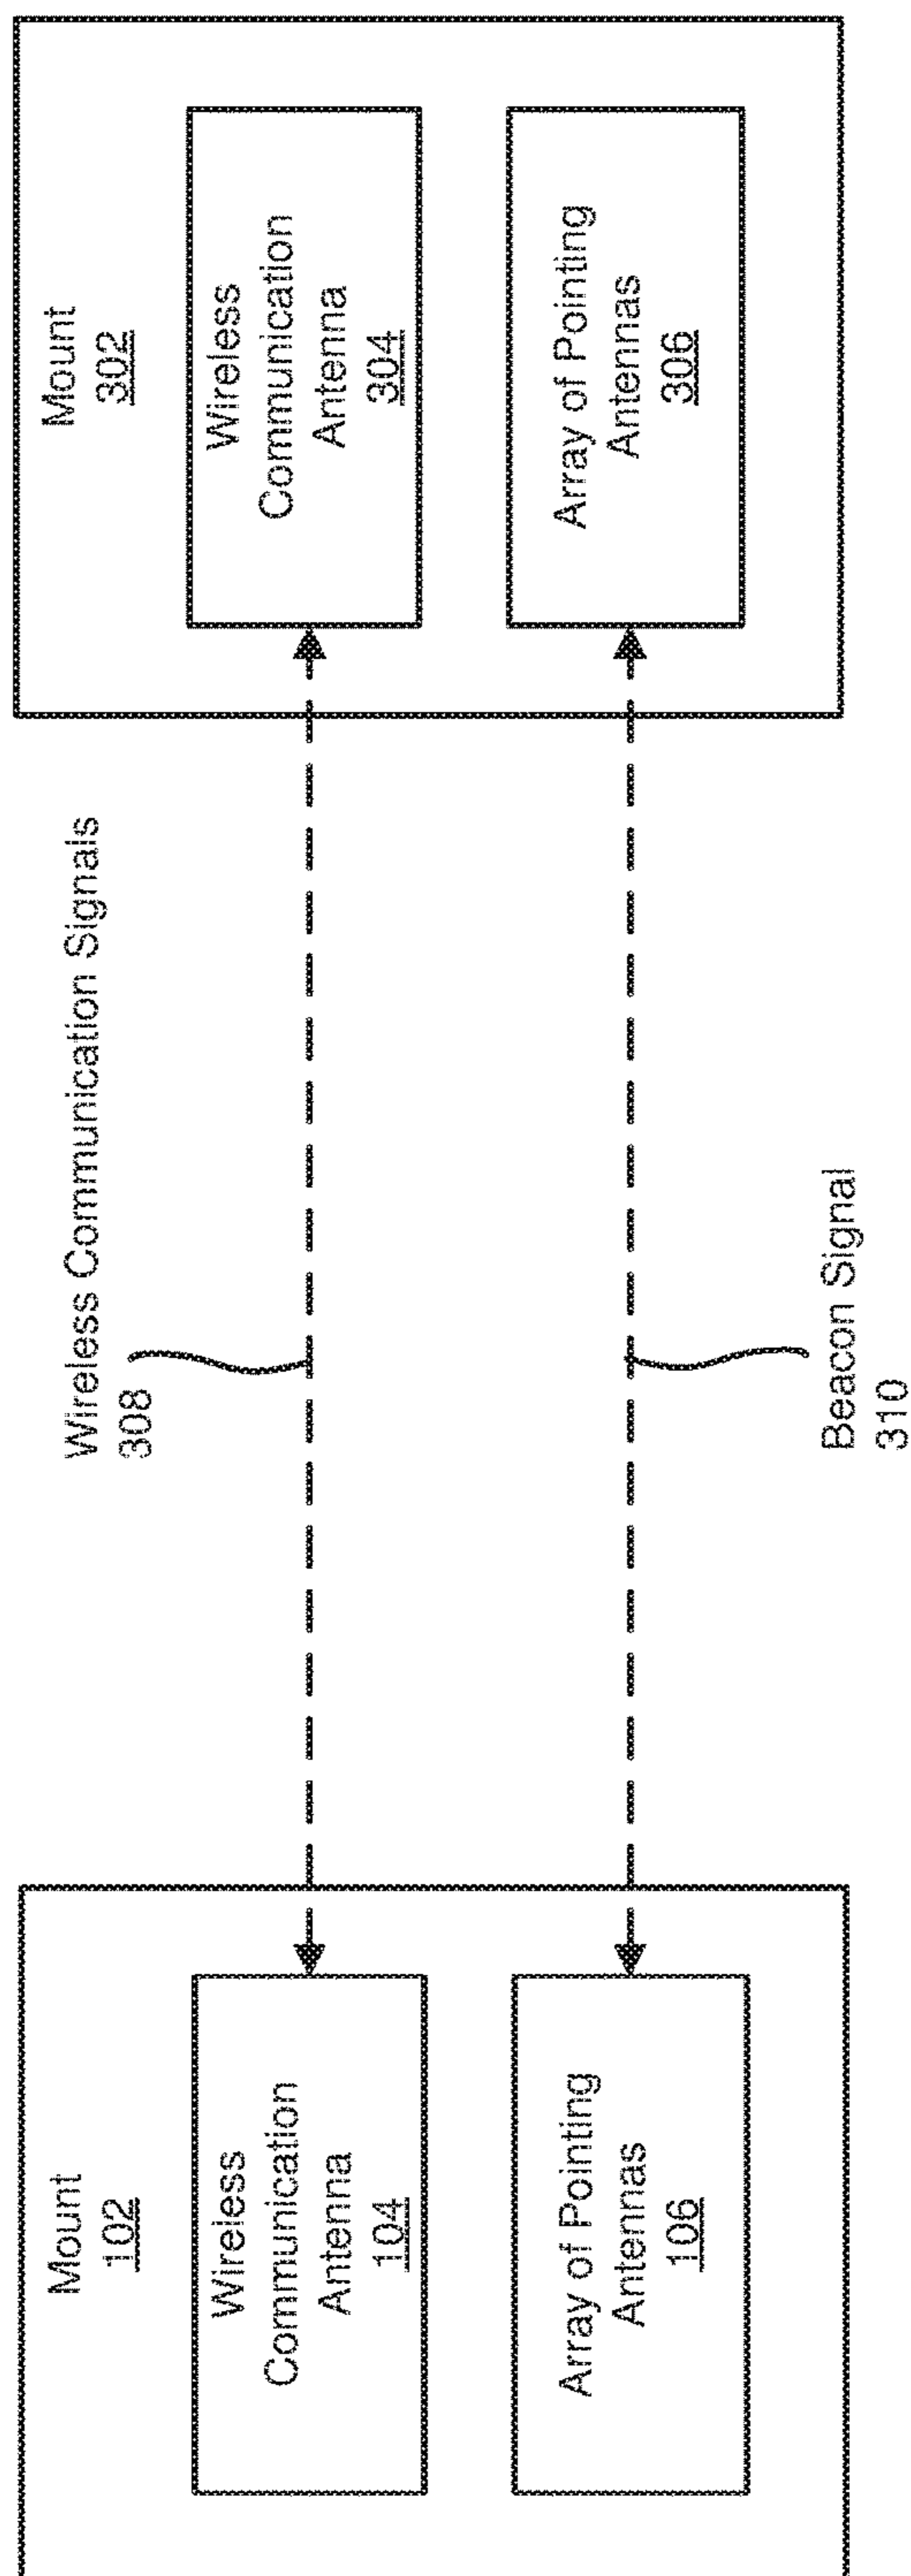 Mount
102
Wireless
Communication
Antenna
104
Array of Pointing
Antennas
106
Wireless Communication Signals
308
Beacon Signal
310
Mount
302
Wireless
Communication
Antenna
304
Array of Pointing
Antennas
306